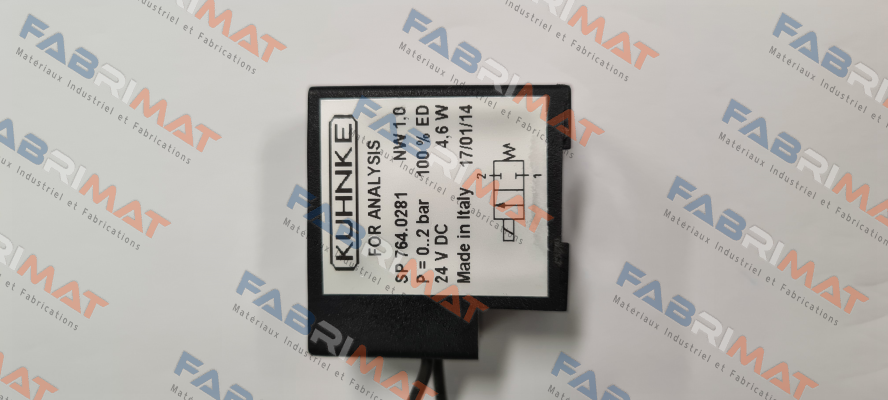 KUHNKE
FOR ANALYSIS
SP 764.0281 NW 1,0
P = 0..2 bar 100 % ED
24 V DC 4,6 W
Made in Italy 17/01/14
2
1
FABRIMAT
Matériaux Industriel et Fabrications